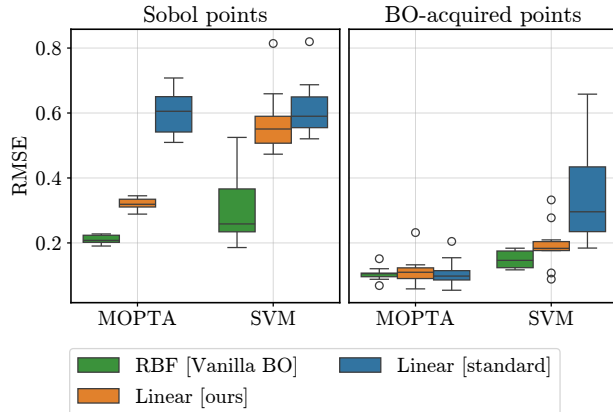 Sobol points
BO-acquired points
RMSE
0.8
0.6
0.4
0.2
MOPTA
SVM
MOPTA
SVM
RBF [Vanilla BO]
Linear [standard]
Linear [ours]